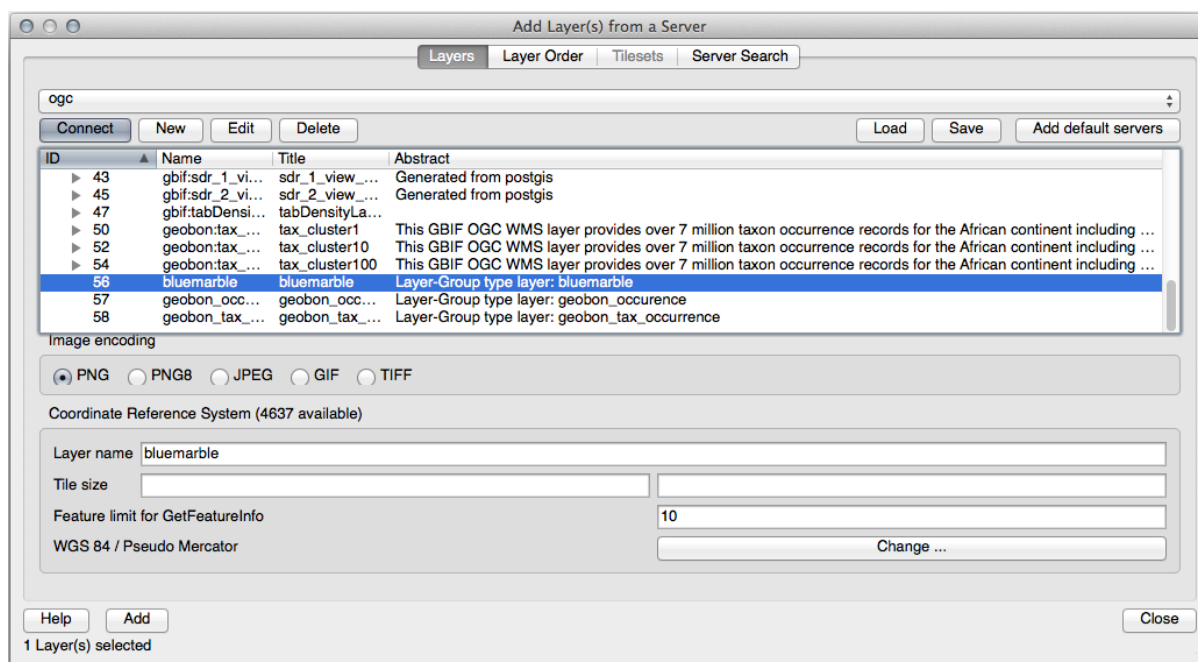 Add Layer(s) from a Server
Layers Layer Order Tilesets Server Search
ogc
Connect New Edit Delete Load Save Add default servers
ID Name Title Abstract
43 gbif:sdr_1_vi... sdr_1_view_... Generated from postgis
45 gbif:sdr_2_vi... sdr_2_view_... Generated from postgis
47 gbif:tabDensi... tabDensityLa...
50 geobon:tax_... tax_cluster1 This GBIF OGC WMS layer provides over 7 million taxon occurrence records for the African continent including ...
52 geobon:tax_... tax_cluster10 This GBIF OGC WMS layer provides over 7 million taxon occurrence records for the African continent including ...
54 geobon:tax_... tax_cluster100 This GBIF OGC WMS layer provides over 7 million taxon occurrence records for the African continent including ...
56 bluemarble bluemarble Layer-Group type layer: bluemarble
57 geobon_occ... geobon_occ... Layer-Group type layer: geobon_occurence
58 geobon_tax_... geobon_tax_... Layer-Group type layer: geobon_tax_occurrence
Image encoding
PNG PNG8 JPEG GIF TIFF
Coordinate Reference System (4637 available)
Layer name bluemarble
Tile size
Feature limit for GetFeatureInfo 10
WGS 84 / Pseudo Mercator Change ...
Help Add Close
1 Layer(s) selected